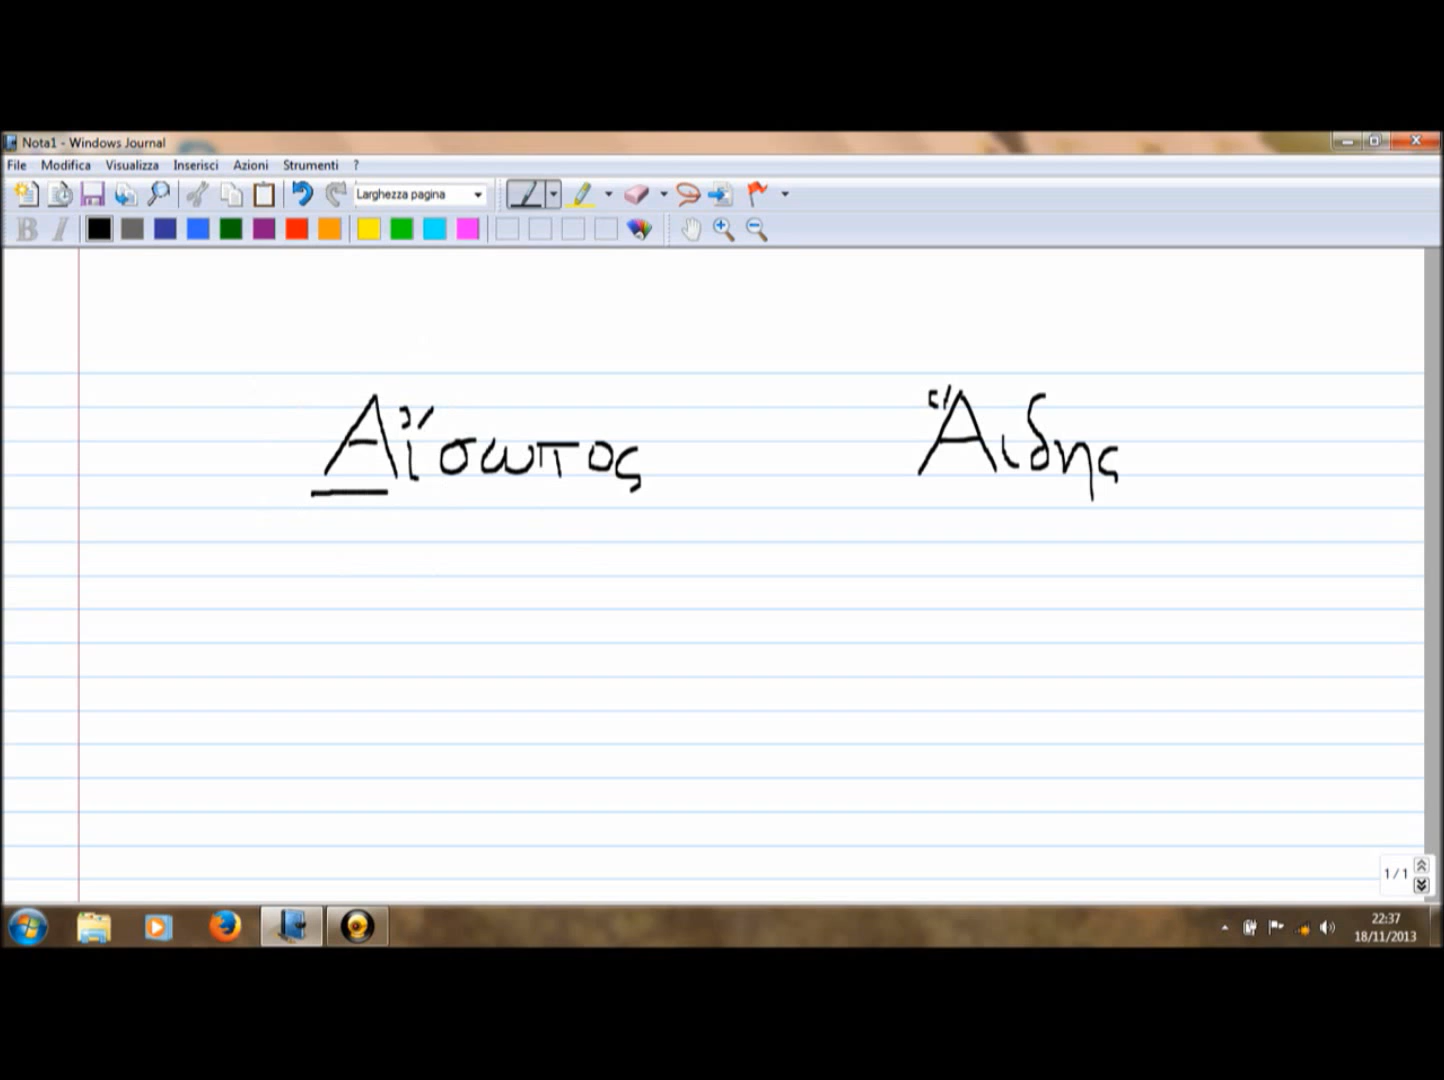 Nota1 - Windows Journal
File Modifica Visualizza Inserisci Azioni Strumenti ?
Larghezza pagina
B I
Αἴσωπος Ἅιδης
1 / 1
22:37
18/11/2013